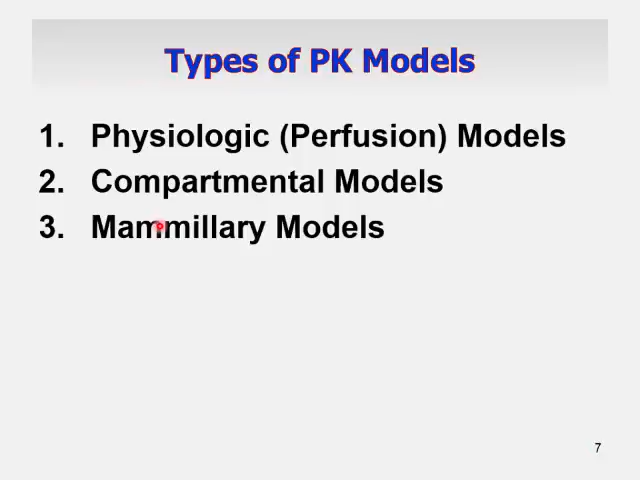 Types of PK Models
1. Physiologic (Perfusion) Models
2. Compartmental Models
3. Mammillary Models
7